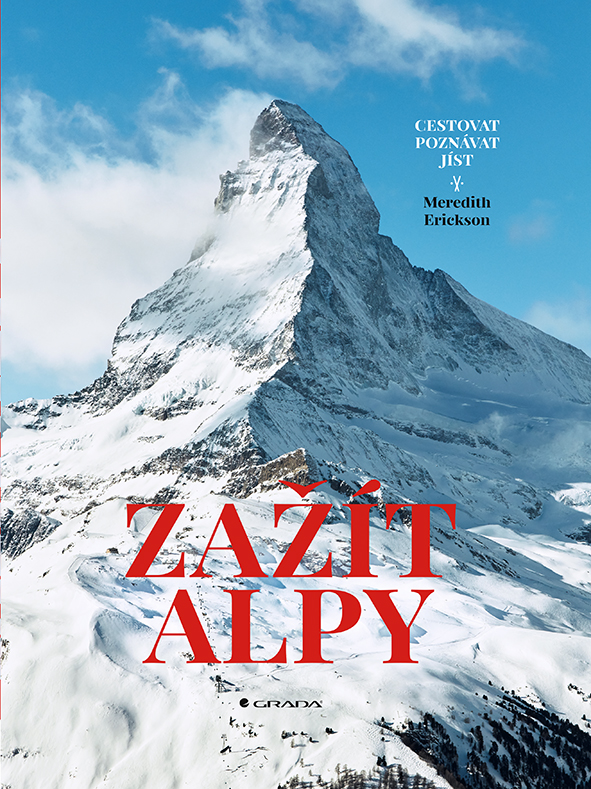 CESTOVAT
POZNÁVAT
JÍST
Meredith
Erickson
ZAŽÍT
ALPY
GRADA